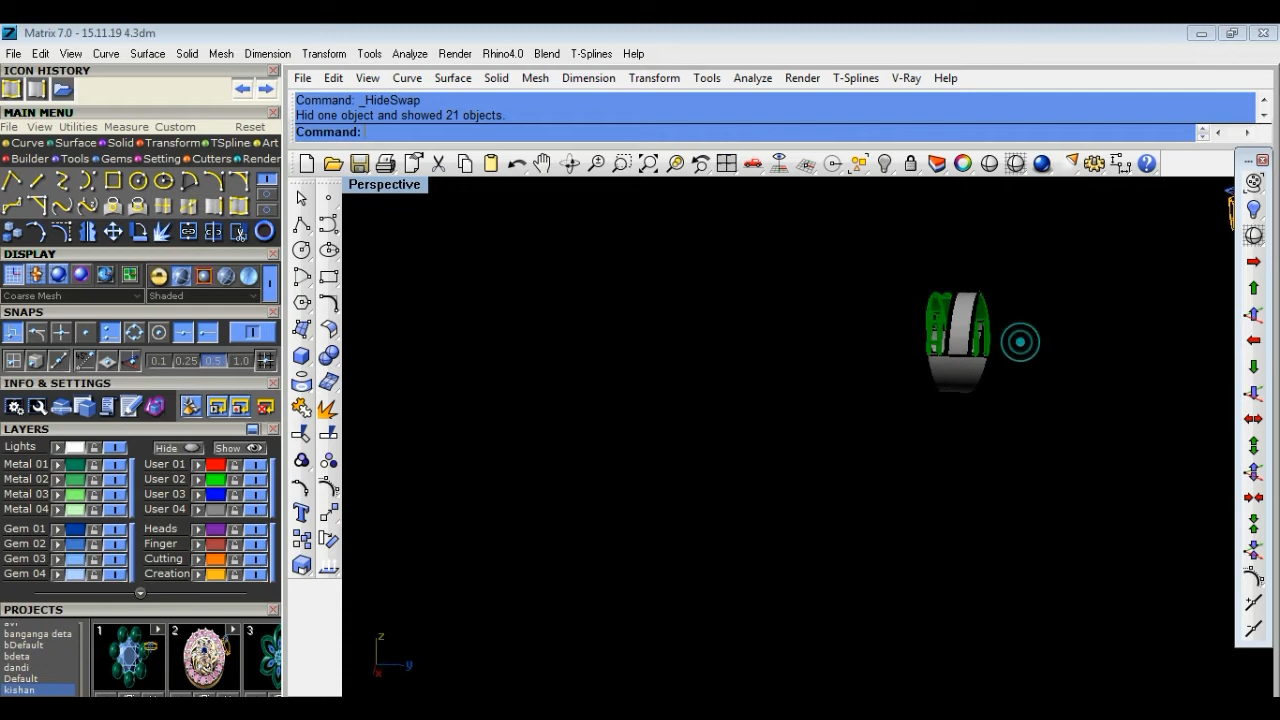 Matrix 7.0 - 15.11.19 4.3dm
File Edit View Curve Surface Solid Mesh Dimension Transform Tools Analyze Render Rhino4.0 Blend T-Splines Help
ICON HISTORY
MAIN MENU
File View Utilities Measure Custom Reset
Curve Surface Solid Transform TSpline Art
Builder Tools Gems Setting Cutters Render
DISPLAY
Coarse Mesh Shaded
SNAPS
0.1 0.25 0.5 1.0
INFO & SETTINGS
LAYERS
Lights Hide Show
Metal 01 User 01
Metal 02 User 02
Metal 03 User 03
Metal 04 User 04
Gem 01 Heads
Gem 02 Finger
Gem 03 Cutting
Gem 04 Creation
PROJECTS
banganga deta
bDefault
bdeta
dandi
Default
kishan
1 2 3
File Edit View Curve Surface Solid Mesh Dimension Transform Tools Analyze Render T-Splines V-Ray Help
Command: _HideSwap
Hid one object and showed 21 objects.
Command:
Perspective
z
y
x